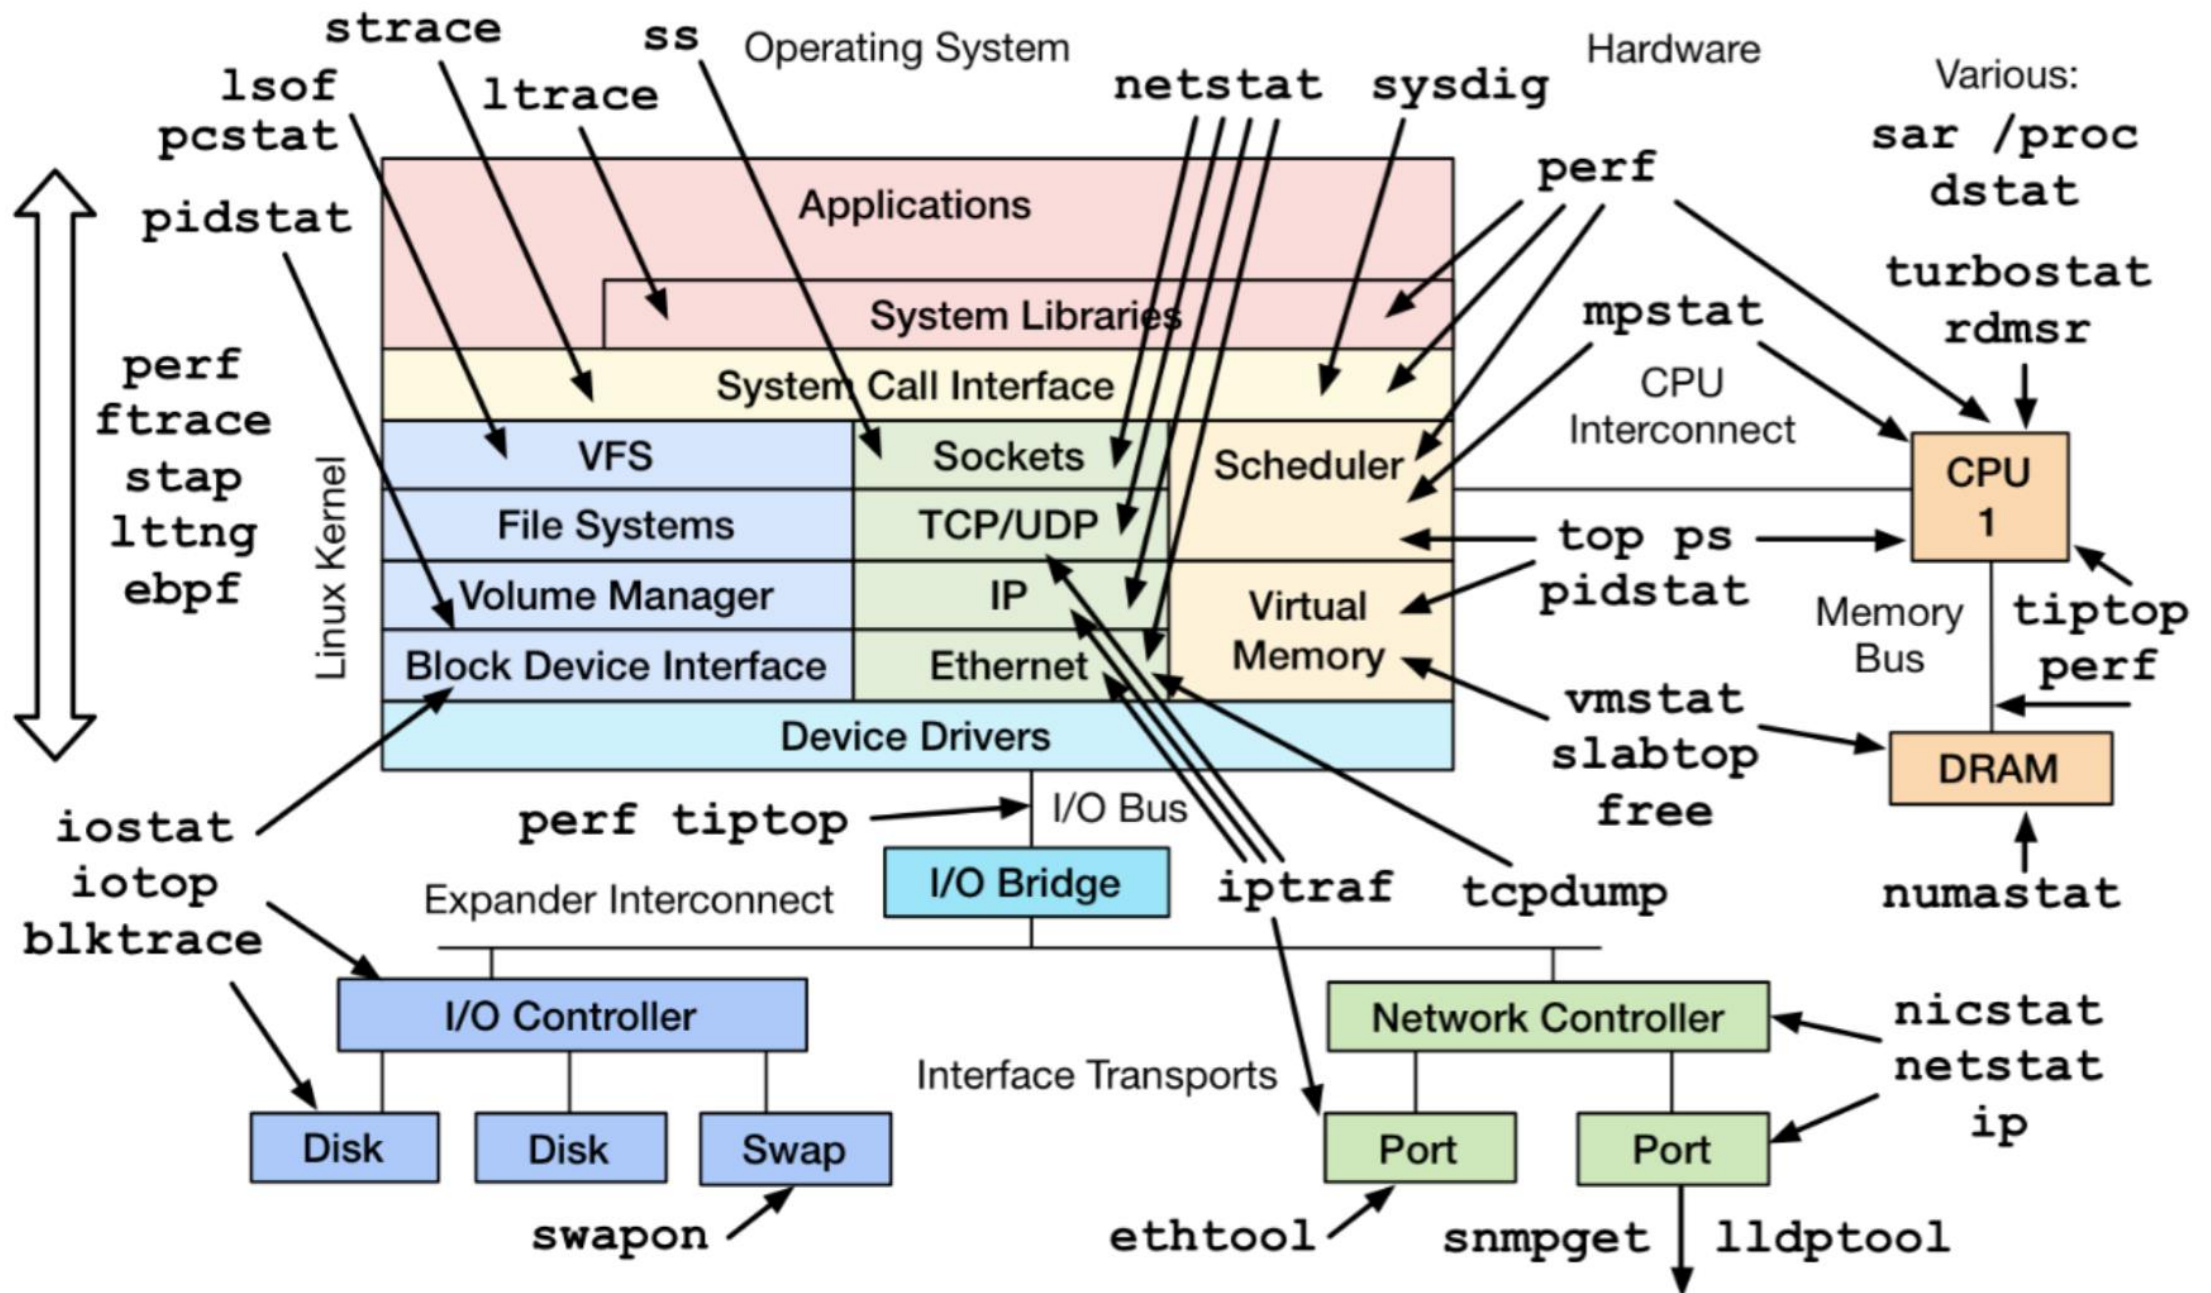 strace
ss
Operating System
Hardware
lsof
pcstat
ltrace
netstat
sysdig
Various:
sar /proc
dstat
pidstat
Applications
perf
turbostat
rdmsr
System Libraries
mpstat
perf
ftrace
stap
lttng
ebpf
Linux Kernel
System Call Interface
CPU
Interconnect
VFS
Sockets
Scheduler
CPU
1
File Systems
TCP/UDP
top ps
pidstat
Volume Manager
IP
Virtual
Memory
Memory
Bus
tiptop
perf
Block Device Interface
Ethernet
vmstat
slabtop
free
Device Drivers
DRAM
iostat
iotop
blktrace
perf tiptop
I/O Bus
I/O Bridge
iptraf
tcpdump
numastat
Expander Interconnect
I/O Controller
Network Controller
nicstat
netstat
ip
Interface Transports
Disk
Disk
Swap
Port
Port
swapon
ethtool
snmpget
lldptool